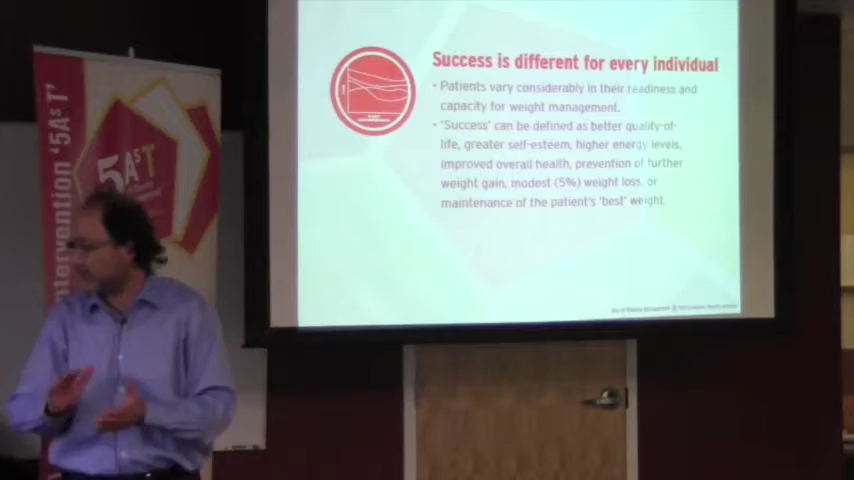 Success is different for every individual
• Patients vary considerably in their readiness and
capacity for weight management.
• 'Success' can be defined as better quality-of-
life, greater self-esteem, higher energy levels,
improved overall health, prevention of further
weight gain, modest (5%) weight loss, or
maintenance of the patient's 'best' weight.
5AsT
ntervention '5As T'